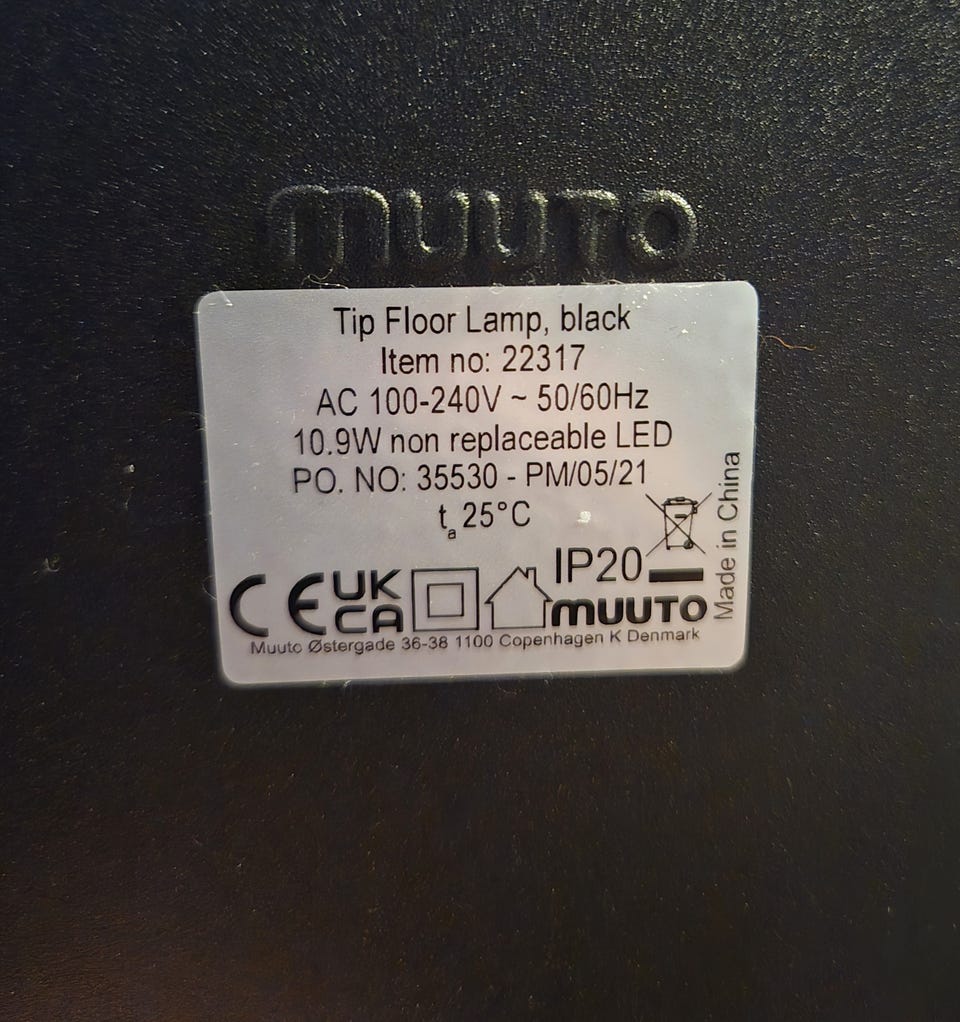 muuto
Tip Floor Lamp, black
Item no: 22317
AC 100-240V ~ 50/60Hz
10.9W non replaceable LED
PO. NO: 35530 - PM/05/21
ta 25°C
Made in China
CE UK CA IP20
muuto
Muuto Østergade 36-38 1100 Copenhagen K Denmark